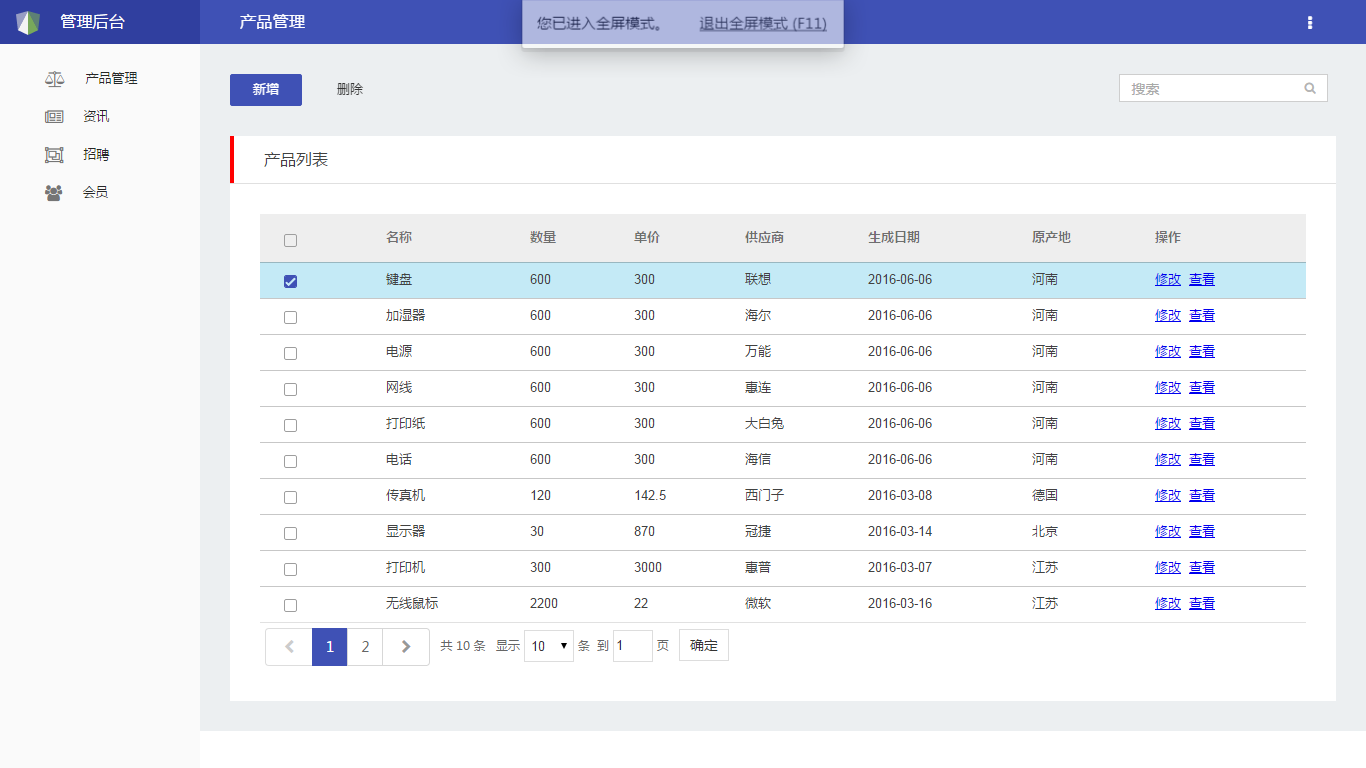 管理后台 产品管理 您已进入全屏模式。 退出全屏模式 (F11)
产品管理
资讯
招聘
会员
新增 删除 搜索
产品列表
名称 数量 单价 供应商 生成日期 原产地 操作
键盘 600 300 联想 2016-06-06 河南 修改 查看
加湿器 600 300 海尔 2016-06-06 河南 修改 查看
电源 600 300 万能 2016-06-06 河南 修改 查看
网线 600 300 惠连 2016-06-06 河南 修改 查看
打印纸 600 300 大白兔 2016-06-06 河南 修改 查看
电话 600 300 海信 2016-06-06 河南 修改 查看
传真机 120 142.5 西门子 2016-03-08 德国 修改 查看
显示器 30 870 冠捷 2016-03-14 北京 修改 查看
打印机 300 3000 惠普 2016-03-07 江苏 修改 查看
无线鼠标 2200 22 微软 2016-03-16 江苏 修改 查看
1 2 共 10 条 显示 10 条 到 1 页 确定